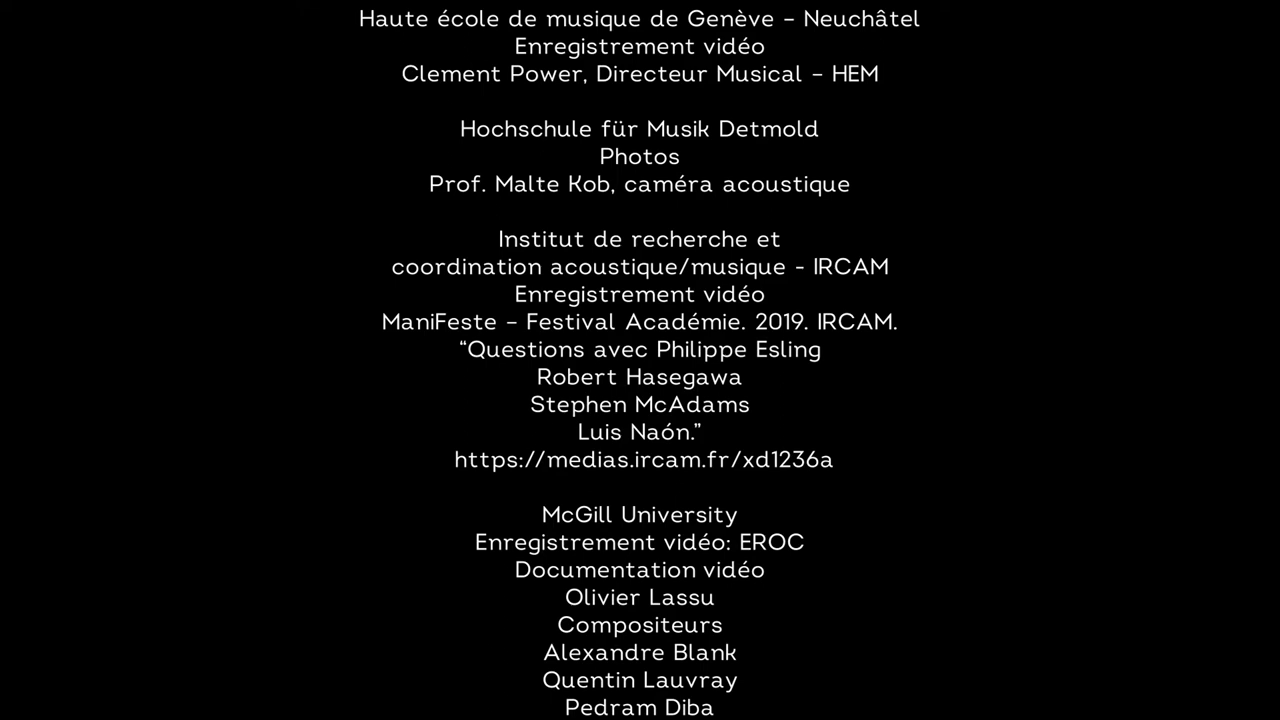 Haute école de musique de Genève – Neuchâtel
Enregistrement vidéo
Clement Power, Directeur Musical – HEM
Hochschule für Musik Detmold
Photos
Prof. Malte Kob, caméra acoustique
Institut de recherche et
coordination acoustique/musique - IRCAM
Enregistrement vidéo
ManiFeste – Festival Académie. 2019. IRCAM.
“Questions avec Philippe Esling
Robert Hasegawa
Stephen McAdams
Luis Naón.”
https://medias.ircam.fr/xd1236a
McGill University
Enregistrement vidéo: EROC
Documentation vidéo
Olivier Lassu
Compositeurs
Alexandre Blank
Quentin Lauvray
Pedram Diba